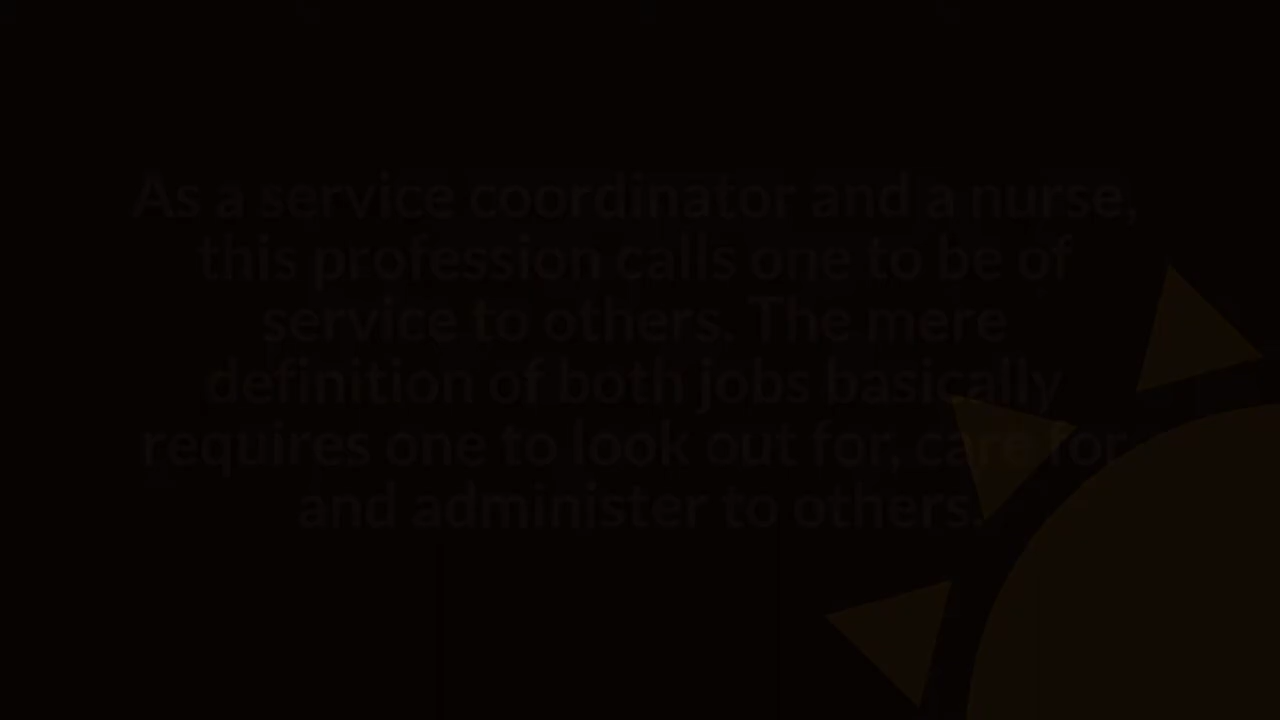 As a service coordinator and a nurse,
this profession calls one to be of
service to others. The mere
definition of both jobs basically
requires one to look out for, care for
and administer to others.